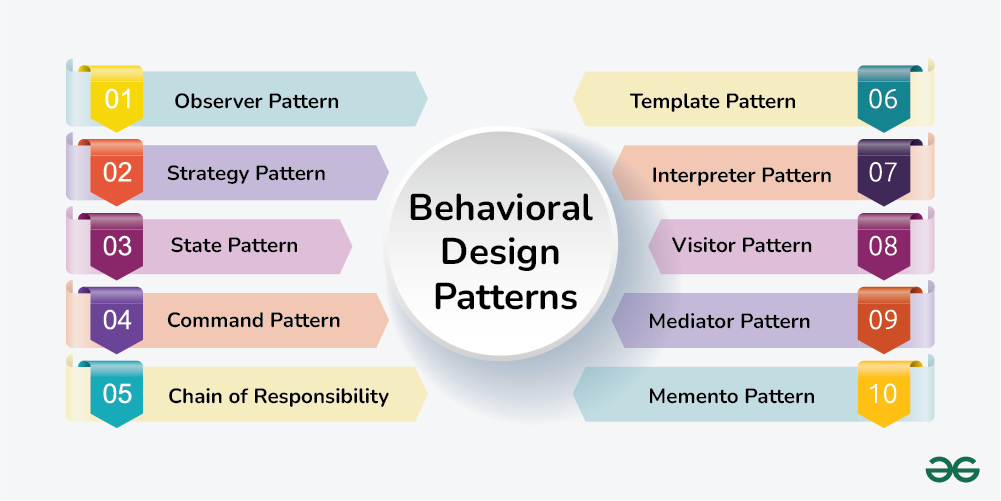 01 Observer Pattern
02 Strategy Pattern
03 State Pattern
04 Command Pattern
05 Chain of Responsibility
Behavioral
Design
Patterns
Template Pattern 06
Interpreter Pattern 07
Visitor Pattern 08
Mediator Pattern 09
Memento Pattern 10